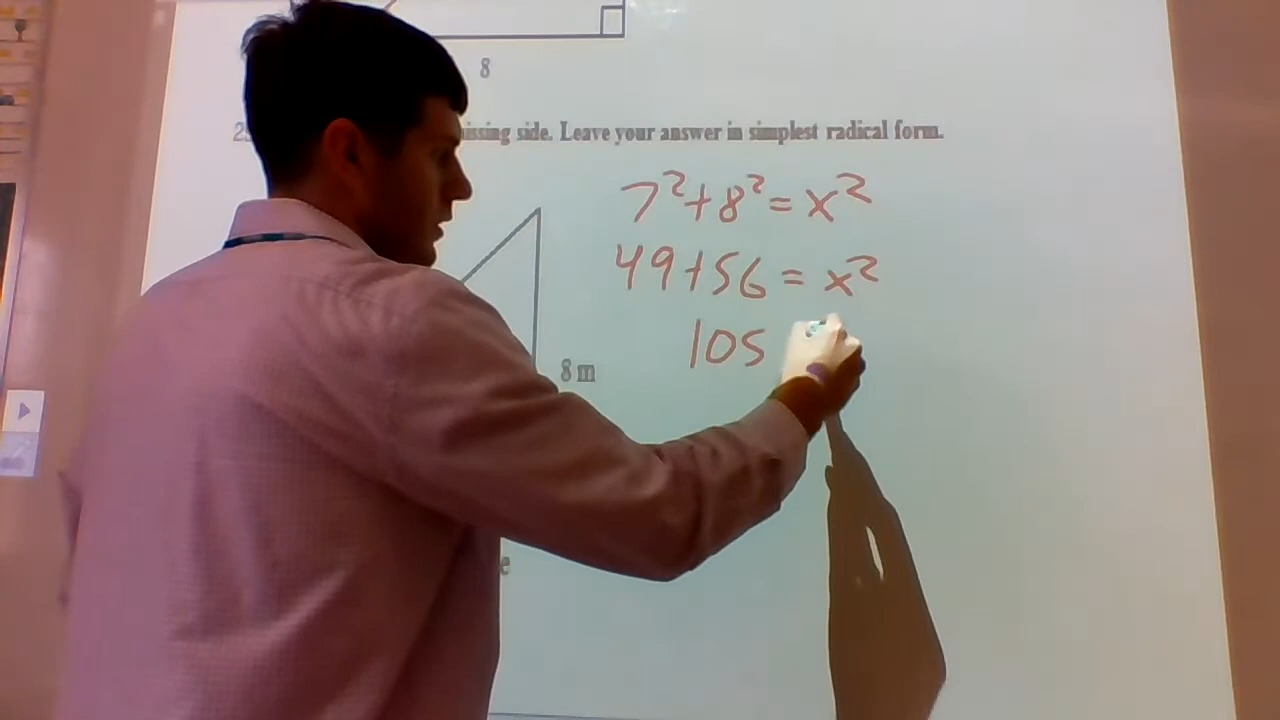 8
issing side. Leave your answer in simplest radical form.
7²+8²=x²
49+56=x²
105
8 m
e